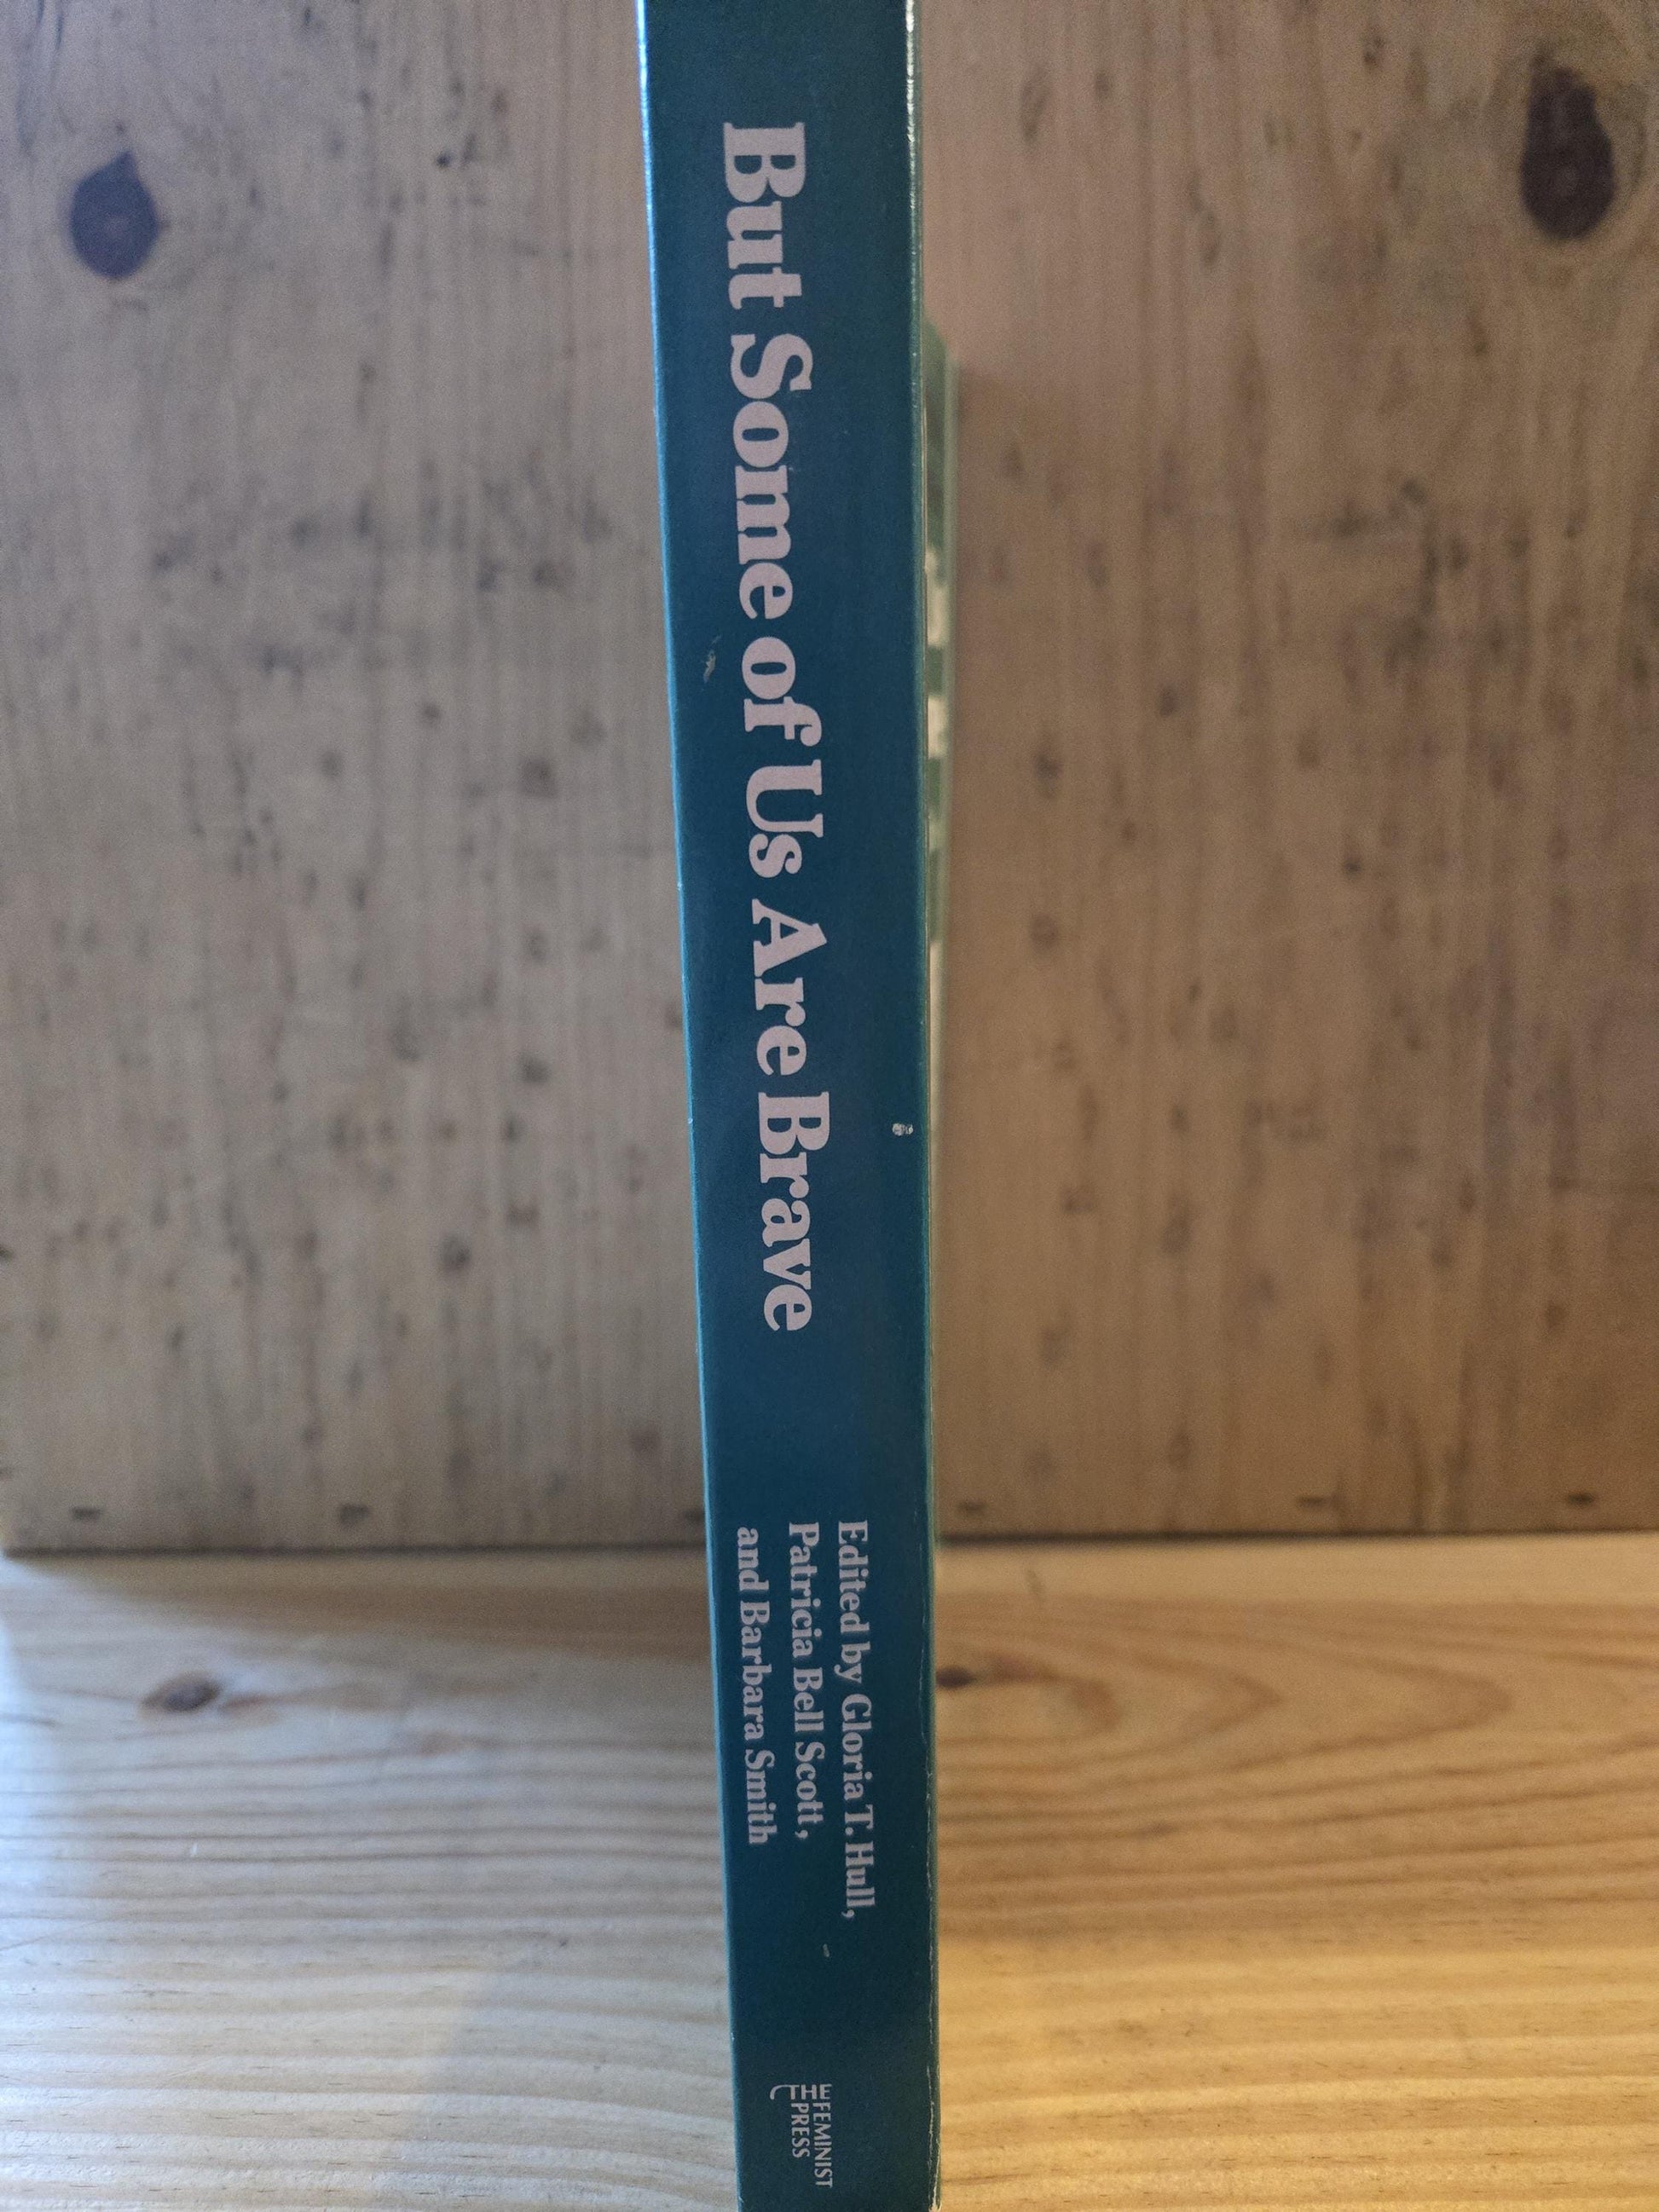 But Some of Us Are Brave
Edited by Gloria T. Hull,
Patricia Bell Scott,
and Barbara Smith
THE FEMINIST
PRESS